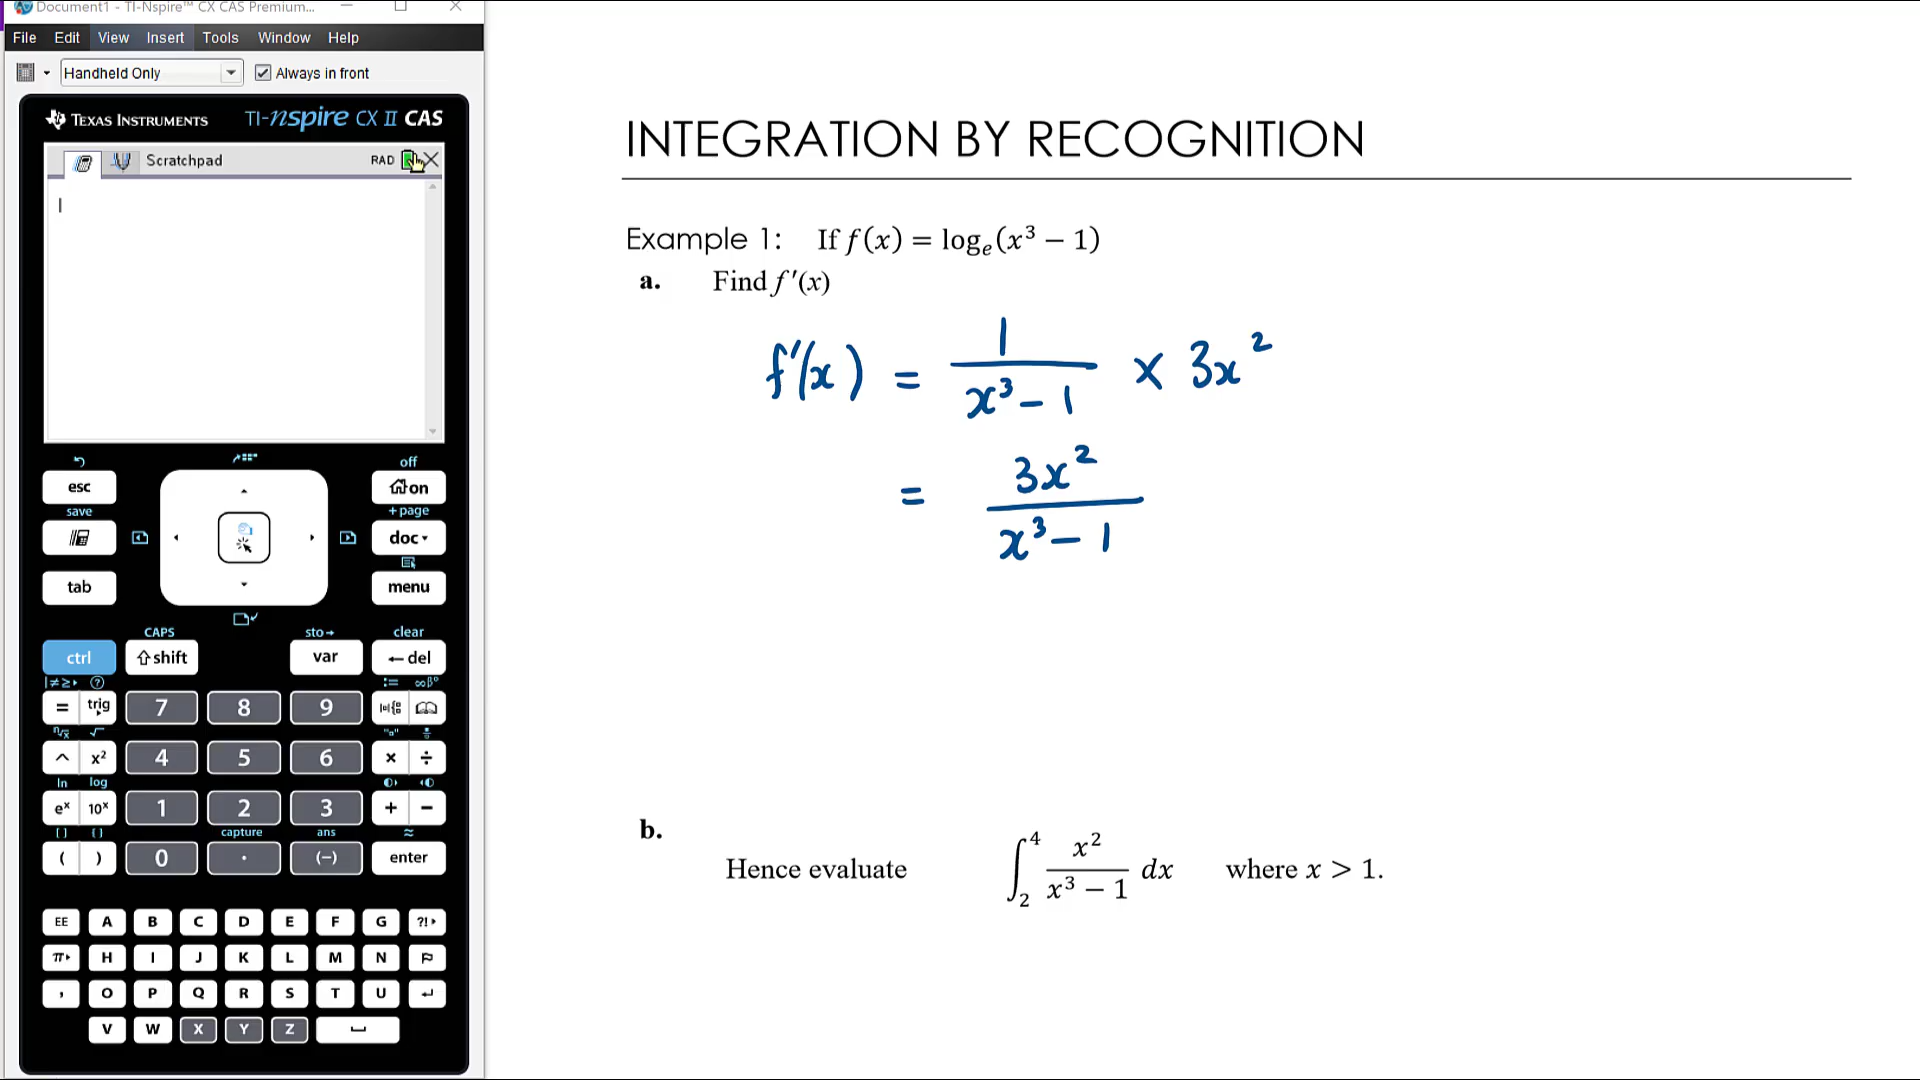 Document1 - TI-Nspire™ CX CAS Premium...
File Edit View Insert Tools Window Help
Handheld Only Always in front
TEXAS INSTRUMENTS TI-nspire CX II CAS
Scratchpad RAD
off
esc on
save + page
doc
tab menu
CAPS sto→ clear
ctrl ⇧shift var ←del
|≠≥▸ ? := ∞β°
= trig 7 8 9
ⁿ√x √ "▫"
^ x² 4 5 6 × ÷
ln log
eˣ 10ˣ 1 2 3 + −
[ ] { } capture ans ≈
( ) 0 . (−) enter
EE A B C D E F G ?!▸
π▸ H I J K L M N
, O P Q R S T U ↵
V W X Y Z
INTEGRATION BY RECOGNITION
Example 1: If f(x) = logₑ(x³ − 1)
a. Find f′(x)
f'(x) = 1/(x³ − 1) × 3x²
= 3x²/(x³ − 1)
b.
Hence evaluate ∫₂⁴ x²/(x³ − 1) dx where x > 1.